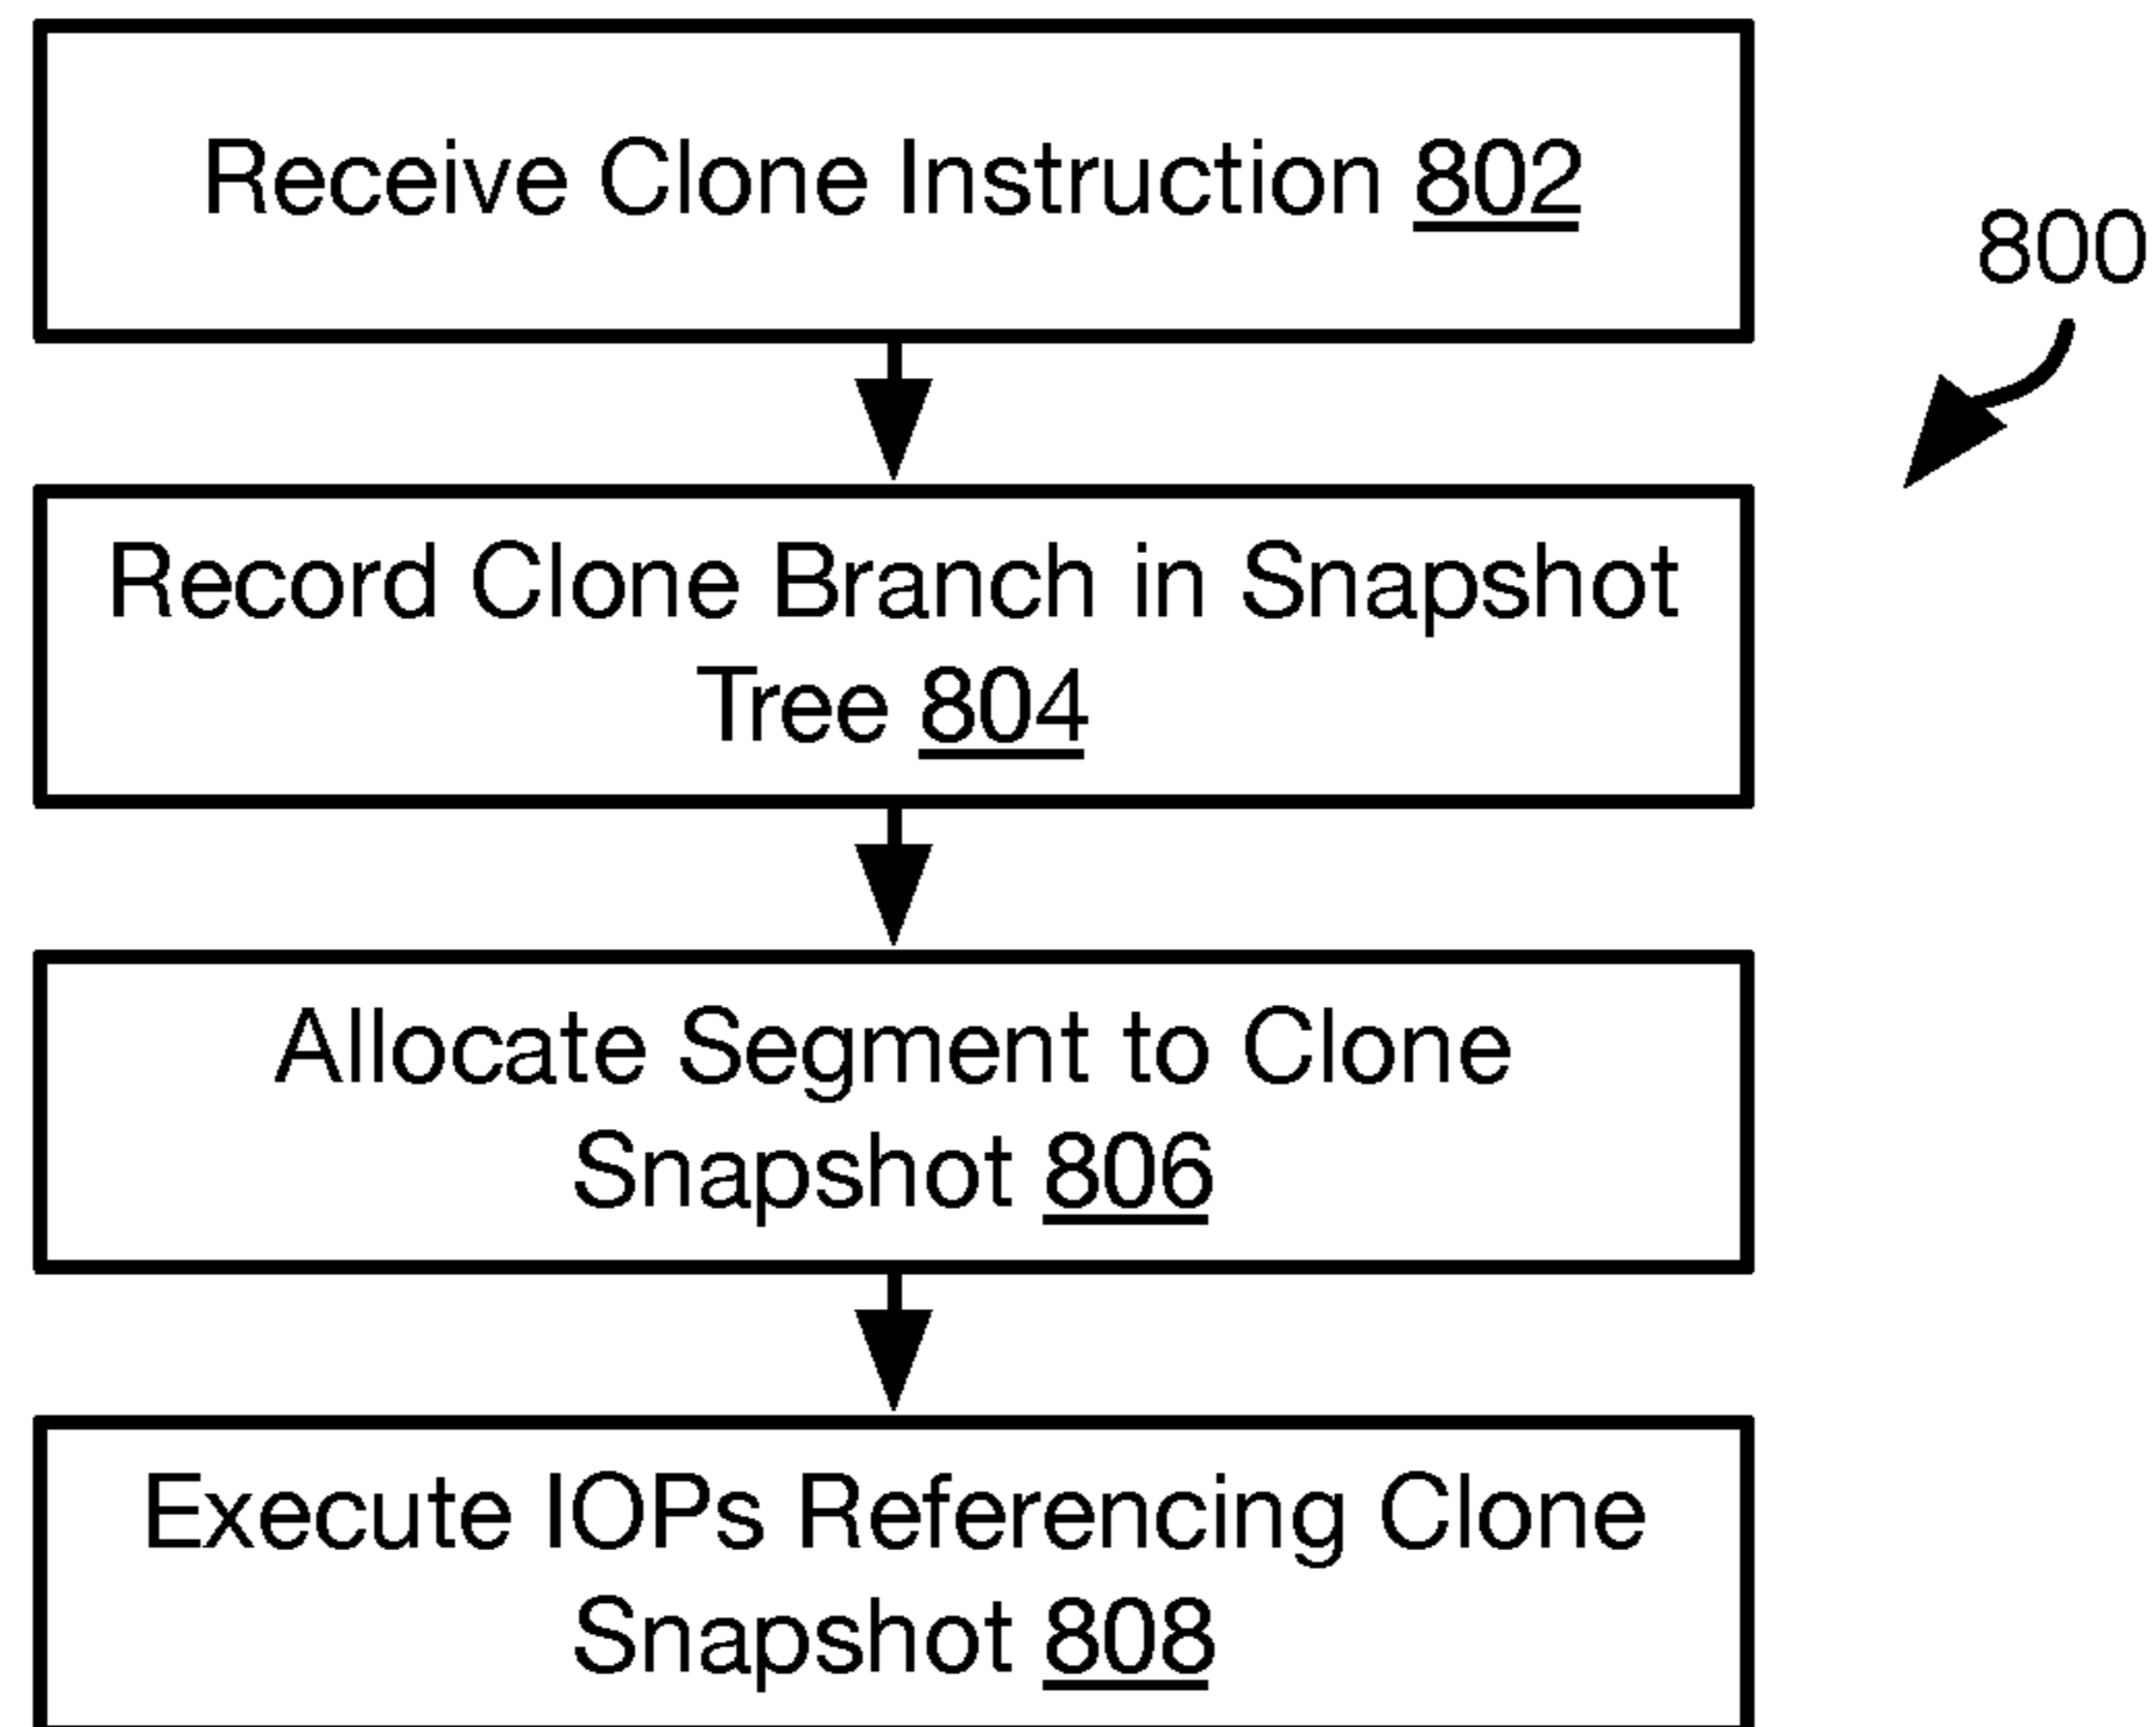 Receive Clone Instruction 802
800
Record Clone Branch in Snapshot
Tree 804
Allocate Segment to Clone
Snapshot 806
Execute IOPs Referencing Clone
Snapshot 808